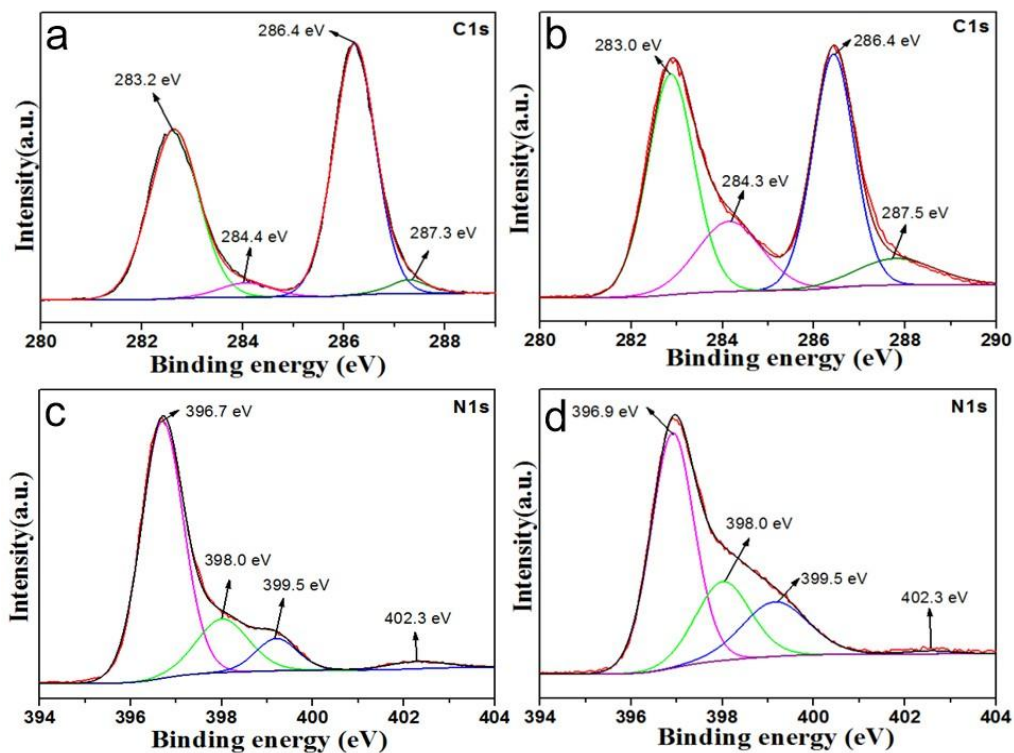 a
C1s
286.4 eV
283.2 eV
284.4 eV
287.3 eV
Intensity(a.u.)
280 282 284 286 288
Binding energy (eV)
b
C1s
283.0 eV
286.4 eV
284.3 eV
287.5 eV
Intensity(a.u.)
280 282 284 286 288 290
Binding energy (eV)
c
N1s
396.7 eV
398.0 eV
399.5 eV
402.3 eV
Intensity(a.u.)
394 396 398 400 402 404
Binding energy (eV)
d
N1s
396.9 eV
398.0 eV
399.5 eV
402.3 eV
Intensity(a.u.)
394 396 398 400 402 404
Binding energy (eV)